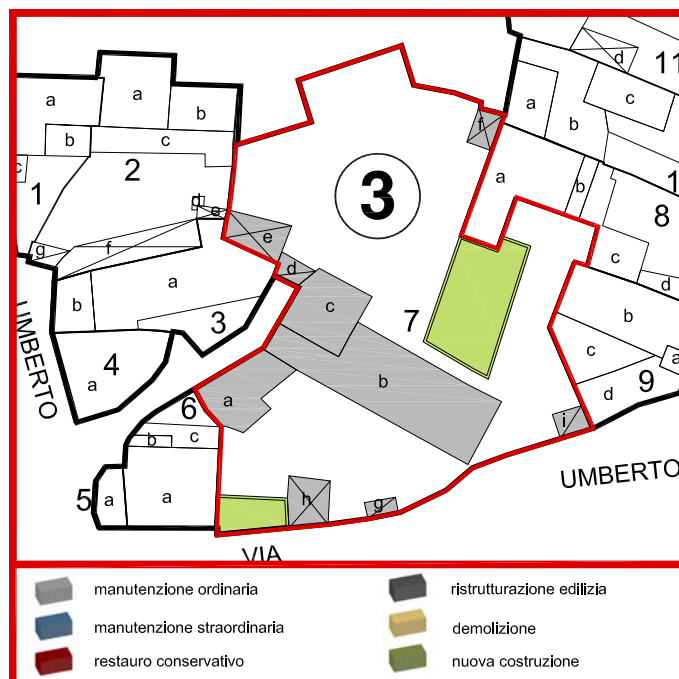 11
d
a
a
b
c
a
b
f
b
c
a
3
c
2
b
1
a
1
d
e
8
g
f
e
c
d
d
a
b
c
7
3
b
UMBERTO
c
4
b
a
a
9
a
6
d
i
b
c
UMBERTO
5
a
a
h
g
VIA
manutenzione ordinaria
ristrutturazione edilizia
manutenzione straordinaria
demolizione
restauro conservativo
nuova costruzione